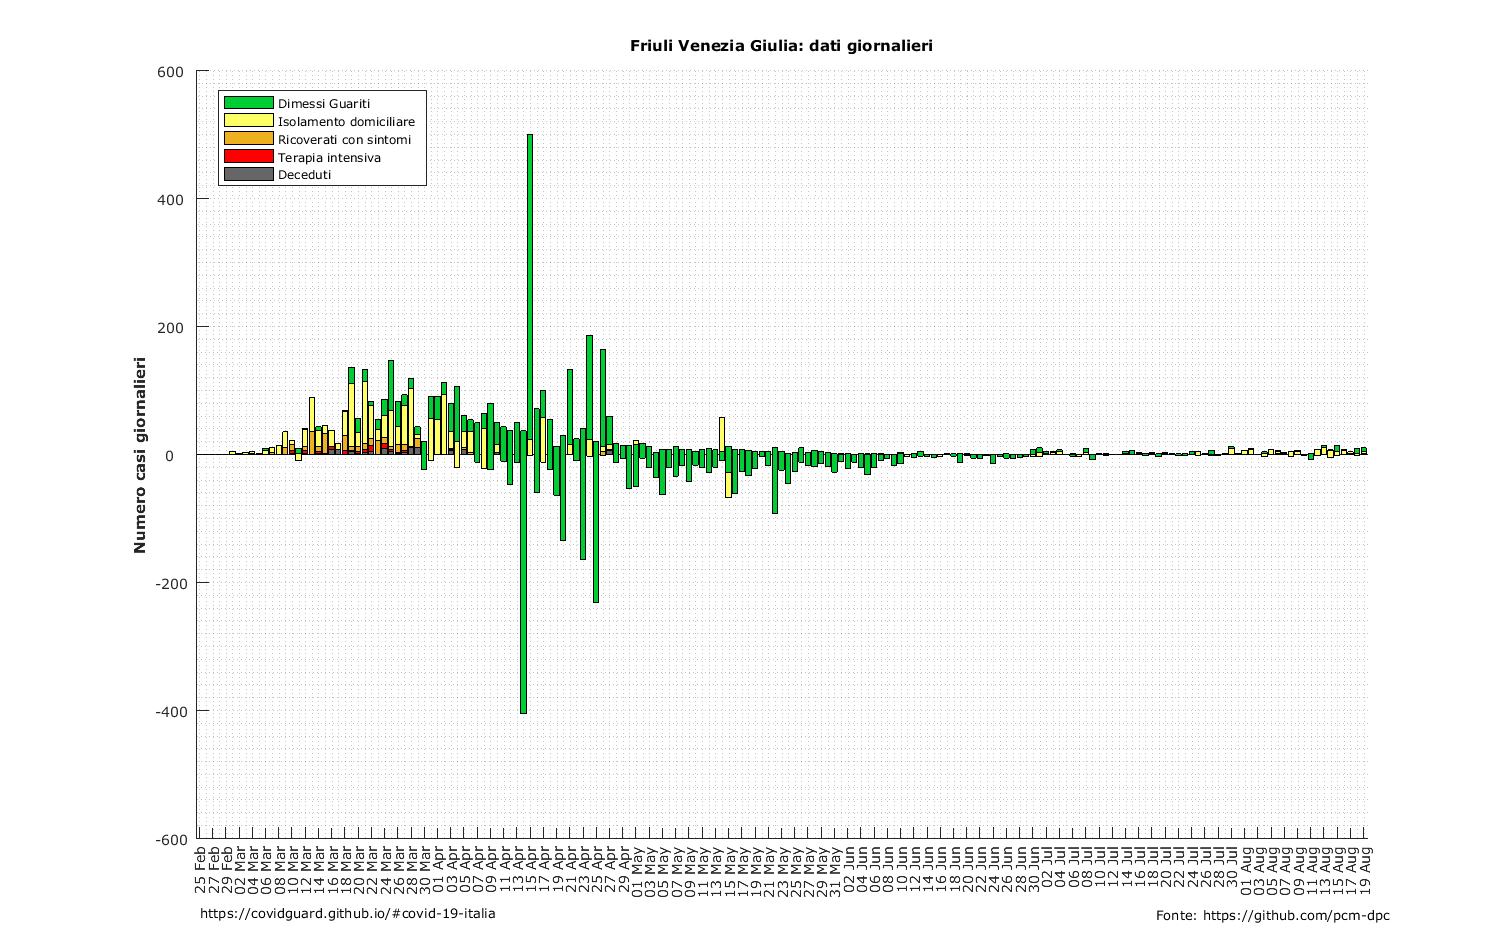 Friuli Venezia Giulia: dati giornalieri
600
400
200
0
-200
-400
-600
Numero casi giornalieri
Dimessi Guariti
Isolamento domiciliare
Ricoverati con sintomi
Terapia intensiva
Deceduti
25 Feb
27 Feb
29 Feb
02 Mar
04 Mar
06 Mar
08 Mar
10 Mar
12 Mar
14 Mar
16 Mar
18 Mar
20 Mar
22 Mar
24 Mar
26 Mar
28 Mar
30 Mar
01 Apr
03 Apr
05 Apr
07 Apr
09 Apr
11 Apr
13 Apr
15 Apr
17 Apr
19 Apr
21 Apr
23 Apr
25 Apr
27 Apr
29 Apr
01 May
03 May
05 May
07 May
09 May
11 May
13 May
15 May
17 May
19 May
21 May
23 May
25 May
27 May
29 May
31 May
02 Jun
04 Jun
06 Jun
08 Jun
10 Jun
12 Jun
14 Jun
16 Jun
18 Jun
20 Jun
22 Jun
24 Jun
26 Jun
28 Jun
30 Jun
02 Jul
04 Jul
06 Jul
08 Jul
10 Jul
12 Jul
14 Jul
16 Jul
18 Jul
20 Jul
22 Jul
24 Jul
26 Jul
28 Jul
30 Jul
01 Aug
03 Aug
05 Aug
07 Aug
09 Aug
11 Aug
13 Aug
15 Aug
17 Aug
19 Aug
https://covidguard.github.io/#covid-19-italia
Fonte: https://github.com/pcm-dpc